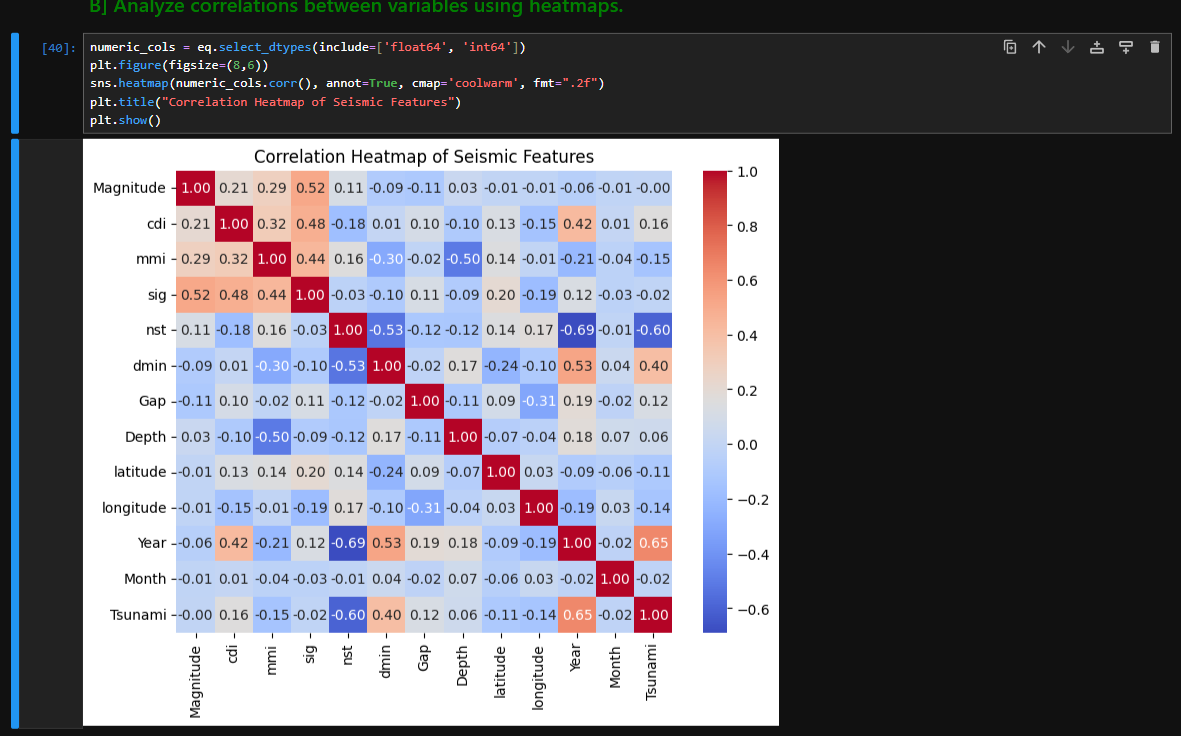 B] Analyze correlations between variables using heatmaps.
[40]: numeric_cols = eq.select_dtypes(include=['float64', 'int64'])
plt.figure(figsize=(8,6))
sns.heatmap(numeric_cols.corr(), annot=True, cmap='coolwarm', fmt=".2f")
plt.title("Correlation Heatmap of Seismic Features")
plt.show()
Correlation Heatmap of Seismic Features
Magnitude 1.00 0.21 0.29 0.52 0.11 -0.09 -0.11 0.03 -0.01 -0.01 -0.06 -0.01 -0.00
cdi 0.21 1.00 0.32 0.48 -0.18 0.01 0.10 -0.10 0.13 -0.15 0.42 0.01 0.16
mmi 0.29 0.32 1.00 0.44 0.16 -0.30 -0.02 -0.50 0.14 -0.01 -0.21 -0.04 -0.15
sig 0.52 0.48 0.44 1.00 -0.03 -0.10 0.11 -0.09 0.20 -0.19 0.12 -0.03 -0.02
nst 0.11 -0.18 0.16 -0.03 1.00 -0.53 -0.12 -0.12 0.14 0.17 -0.69 -0.01 -0.60
dmin -0.09 0.01 -0.30 -0.10 -0.53 1.00 -0.02 0.17 -0.24 -0.10 0.53 0.04 0.40
Gap -0.11 0.10 -0.02 0.11 -0.12 -0.02 1.00 -0.11 0.09 -0.31 0.19 -0.02 0.12
Depth 0.03 -0.10 -0.50 -0.09 -0.12 0.17 -0.11 1.00 -0.07 -0.04 0.18 0.07 0.06
latitude -0.01 0.13 0.14 0.20 0.14 -0.24 0.09 -0.07 1.00 0.03 -0.09 -0.06 -0.11
longitude -0.01 -0.15 -0.01 -0.19 0.17 -0.10 -0.31 -0.04 0.03 1.00 -0.19 0.03 -0.14
Year -0.06 0.42 -0.21 0.12 -0.69 0.53 0.19 0.18 -0.09 -0.19 1.00 -0.02 0.65
Month -0.01 0.01 -0.04 -0.03 -0.01 0.04 -0.02 0.07 -0.06 0.03 -0.02 1.00 -0.02
Tsunami -0.00 0.16 -0.15 -0.02 -0.60 0.40 0.12 0.06 -0.11 -0.14 0.65 -0.02 1.00
Magnitude cdi mmi sig nst dmin Gap Depth latitude longitude Year Month Tsunami
1.0
0.8
0.6
0.4
0.2
0.0
−0.2
−0.4
−0.6